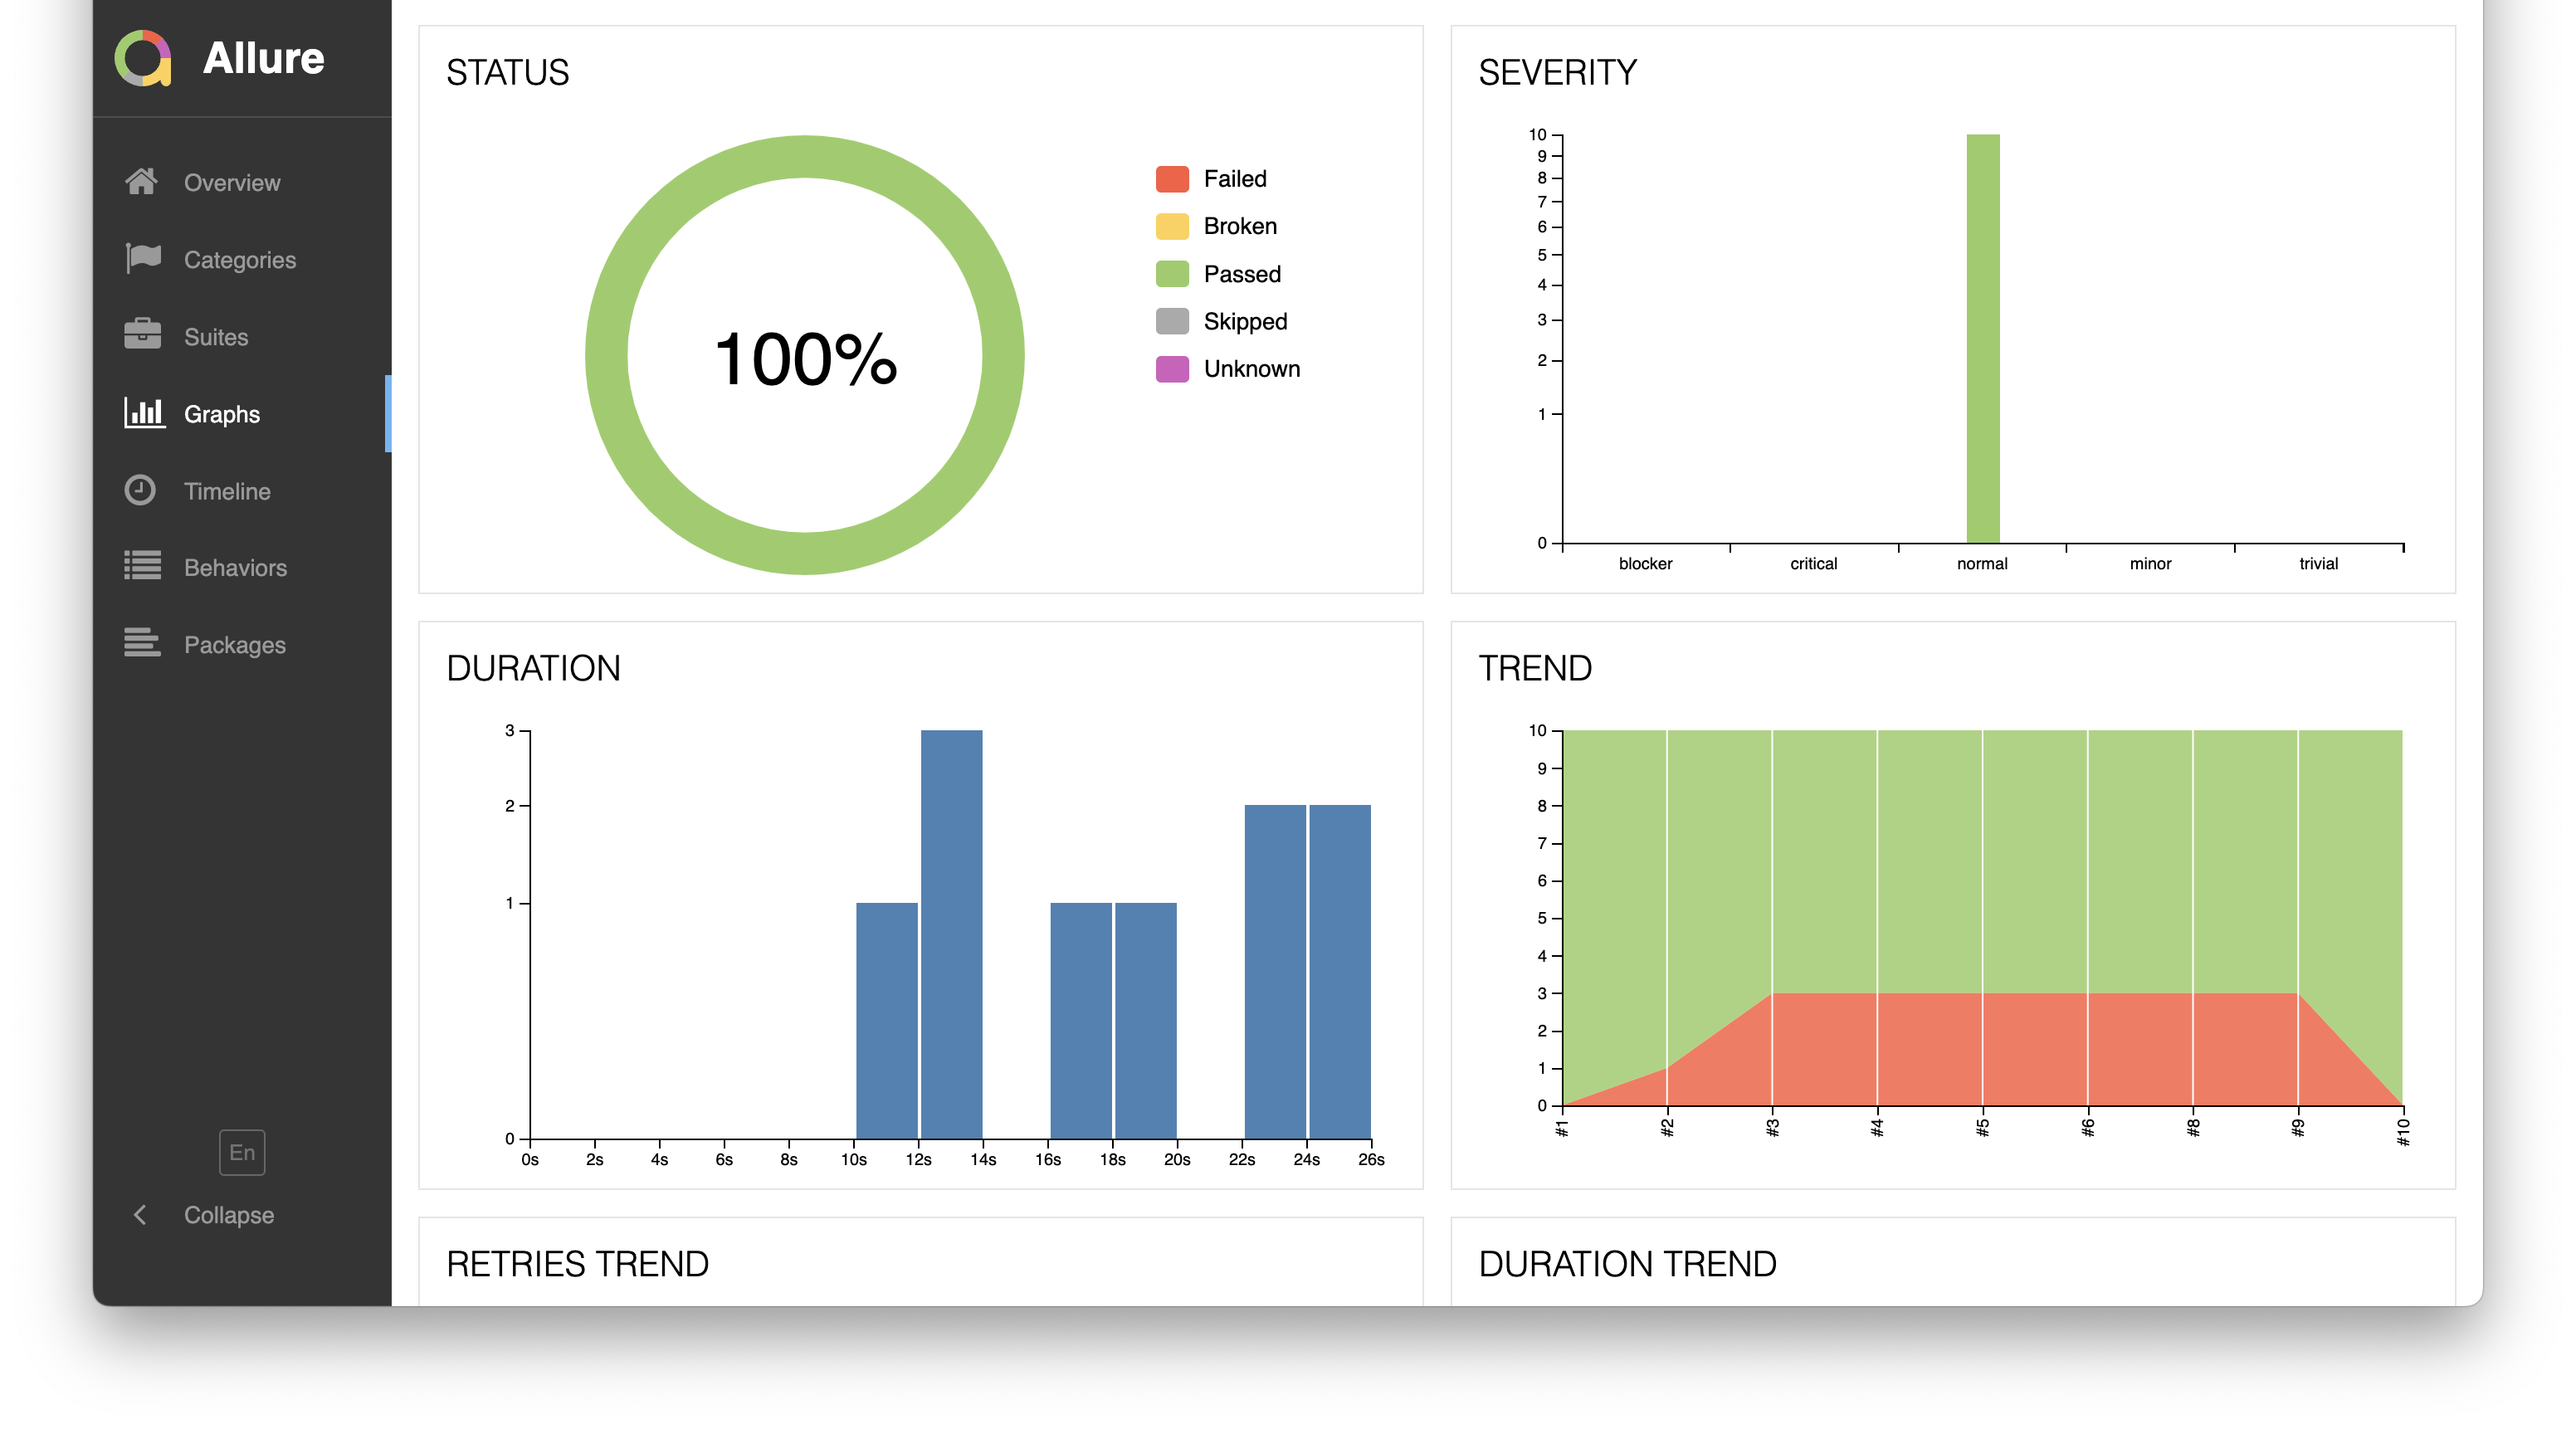 Allure
Overview
Categories
Suites
Graphs
Timeline
Behaviors
Packages
En
Collapse
STATUS
100%
Failed
Broken
Passed
Skipped
Unknown
SEVERITY
10
9
8
7
6
5
4
3
2
1
0
blocker critical normal minor trivial
DURATION
3
2
1
0
0s 2s 4s 6s 8s 10s 12s 14s 16s 18s 20s 22s 24s 26s
TREND
10
9
8
7
6
5
4
3
2
1
0
#1 #2 #3 #4 #5 #6 #8 #9 #10
RETRIES TREND
DURATION TREND